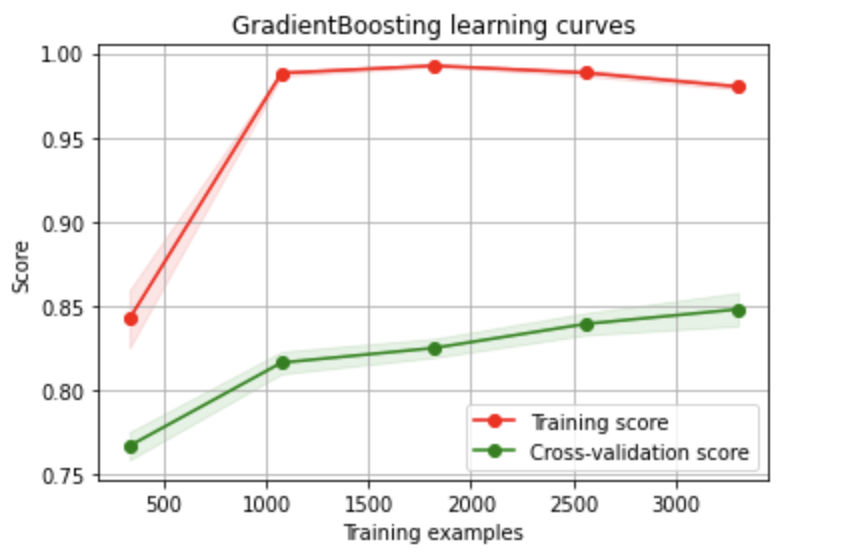 GradientBoosting learning curves
1.00
0.95
0.90
0.85
0.80
0.75
Score
Training score
Cross-validation score
500 1000 1500 2000 2500 3000
Training examples